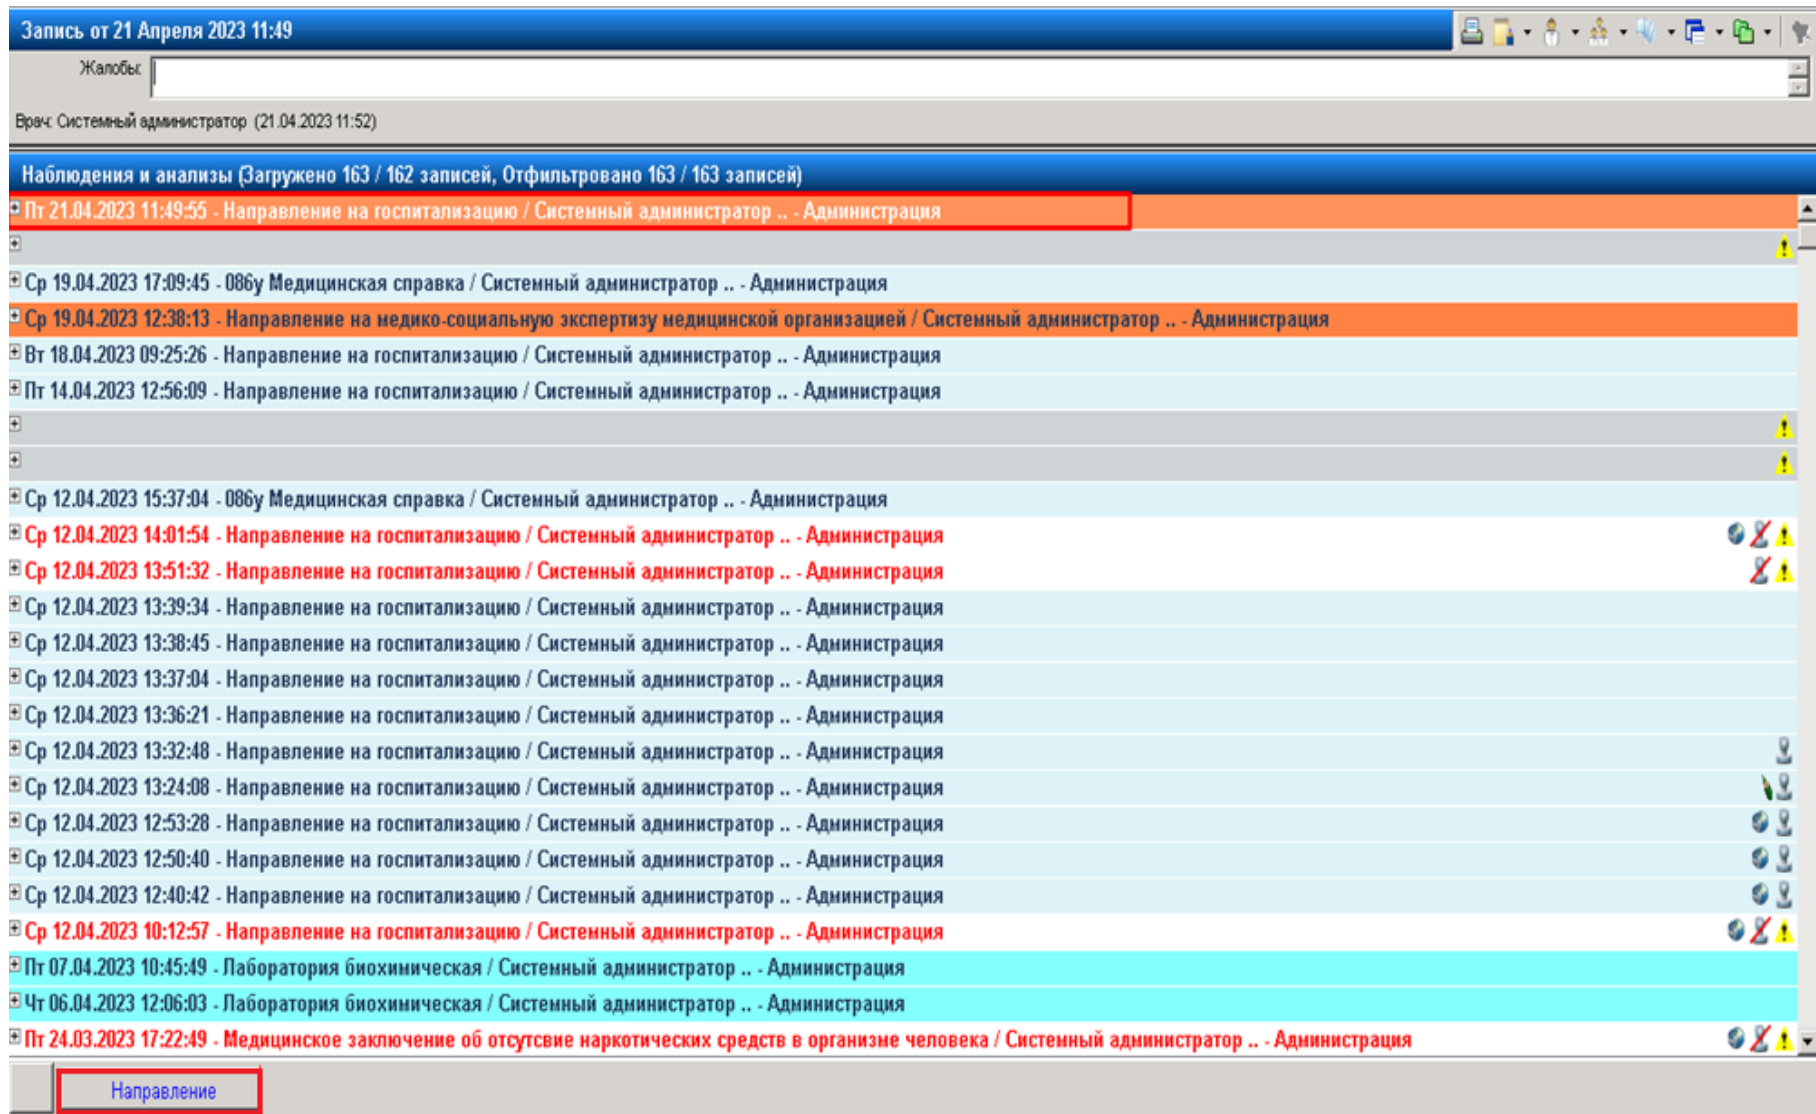 Запись от 21 Апреля 2023 11:49
Жалобы:
Врач: Системный администратор (21.04.2023 11:52)
Наблюдения и анализы (Загружено 163 / 162 записей, Отфильтровано 163 / 163 записей)
Пт 21.04.2023 11:49:55 - Направление на госпитализацию / Системный администратор .. - Администрация
Ср 19.04.2023 17:09:45 - 086у Медицинская справка / Системный администратор .. - Администрация
Ср 19.04.2023 12:38:13 - Направление на медико-социальную экспертизу медицинской организацией / Системный администратор .. - Администрация
Вт 18.04.2023 09:25:26 - Направление на госпитализацию / Системный администратор .. - Администрация
Пт 14.04.2023 12:56:09 - Направление на госпитализацию / Системный администратор .. - Администрация
Ср 12.04.2023 15:37:04 - 086у Медицинская справка / Системный администратор .. - Администрация
Ср 12.04.2023 14:01:54 - Направление на госпитализацию / Системный администратор .. - Администрация
Ср 12.04.2023 13:51:32 - Направление на госпитализацию / Системный администратор .. - Администрация
Ср 12.04.2023 13:39:34 - Направление на госпитализацию / Системный администратор .. - Администрация
Ср 12.04.2023 13:38:45 - Направление на госпитализацию / Системный администратор .. - Администрация
Ср 12.04.2023 13:37:04 - Направление на госпитализацию / Системный администратор .. - Администрация
Ср 12.04.2023 13:36:21 - Направление на госпитализацию / Системный администратор .. - Администрация
Ср 12.04.2023 13:32:48 - Направление на госпитализацию / Системный администратор .. - Администрация
Ср 12.04.2023 13:24:08 - Направление на госпитализацию / Системный администратор .. - Администрация
Ср 12.04.2023 12:53:28 - Направление на госпитализацию / Системный администратор .. - Администрация
Ср 12.04.2023 12:50:40 - Направление на госпитализацию / Системный администратор .. - Администрация
Ср 12.04.2023 12:40:42 - Направление на госпитализацию / Системный администратор .. - Администрация
Ср 12.04.2023 10:12:57 - Направление на госпитализацию / Системный администратор .. - Администрация
Пт 07.04.2023 10:45:49 - Лаборатория биохимическая / Системный администратор .. - Администрация
Чт 06.04.2023 12:06:03 - Лаборатория биохимическая / Системный администратор .. - Администрация
Пт 24.03.2023 17:22:49 - Медицинское заключение об отсутсвие наркотических средств в организме человека / Системный администратор .. - Администрация
Направление